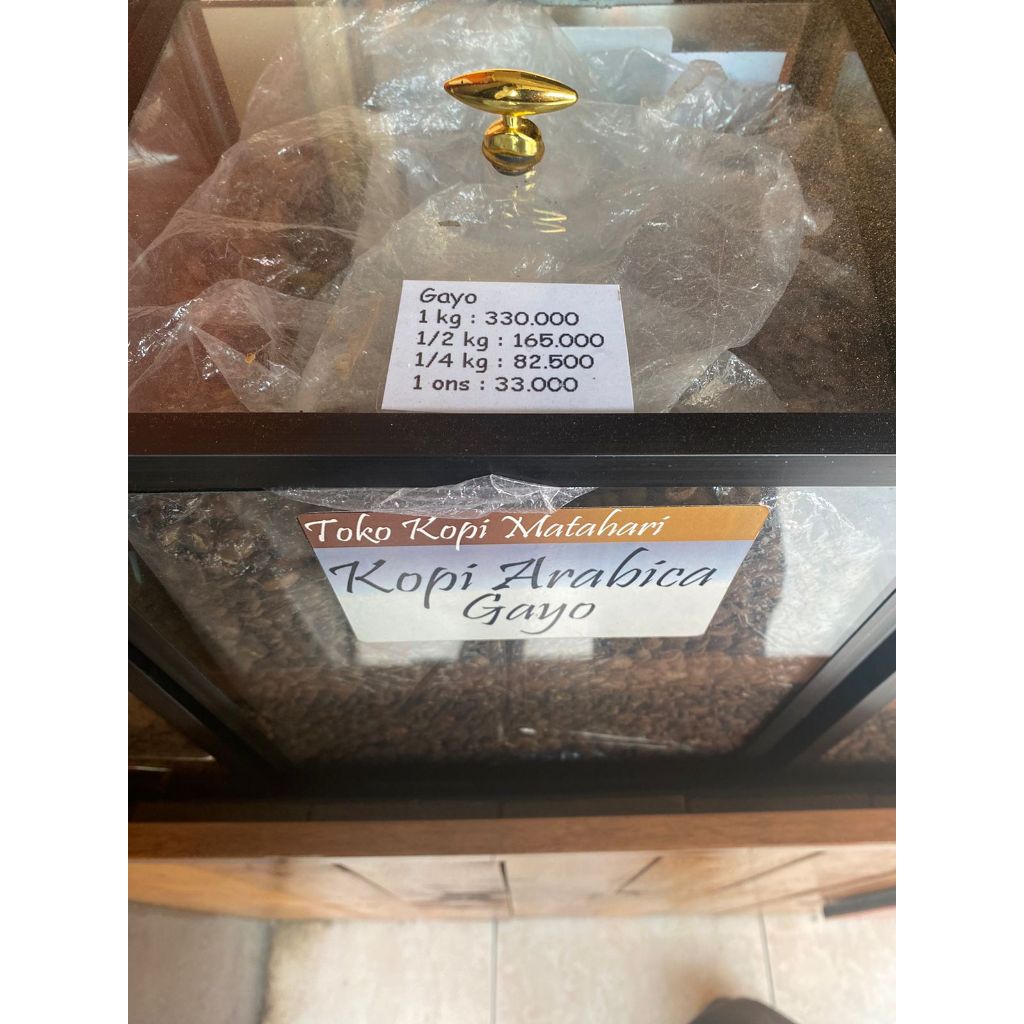 Gayo
1 kg : 330.000
1/2 kg : 165.000
1/4 kg : 82.500
1 ons : 33.000
Toko Kopi Matahari
Kopi Arabica
Gayo